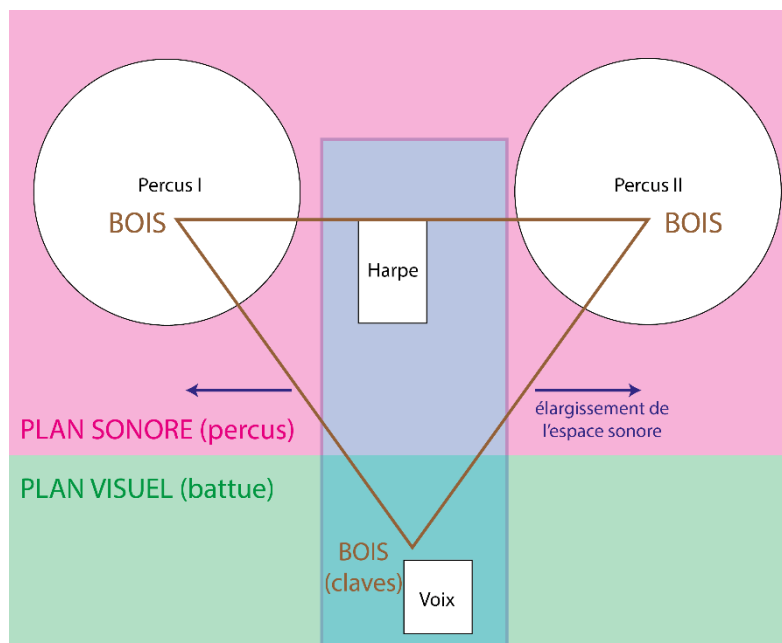 Percus I
BOIS
Percus II
BOIS
Harpe
élargissement de
l'espace sonore
PLAN SONORE (percus)
PLAN VISUEL (battue)
BOIS
(claves)
Voix